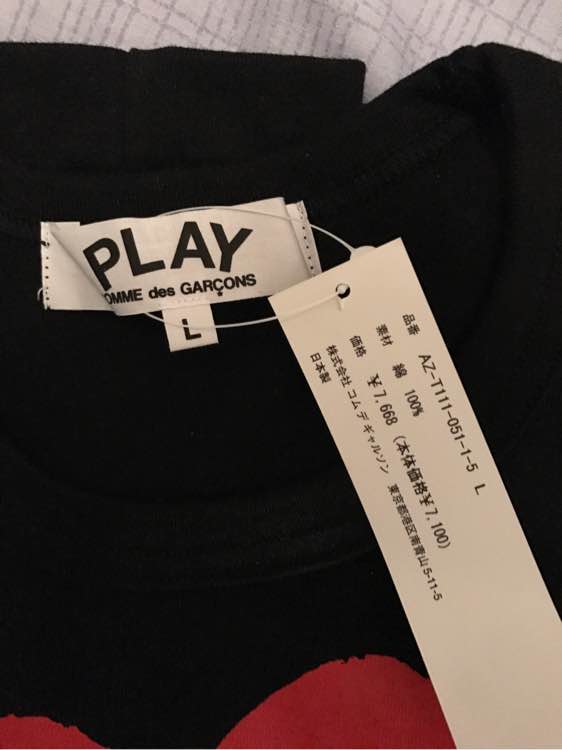 PLAY
OMME des GARÇONS
L
品番 AZ-T111-051-1-5 L
素材 綿 100%
価格 ¥7,668 (本体価格¥7,100)
株式会社 コム デ ギャルソン 東京都港区南青山5-11-5
日本製